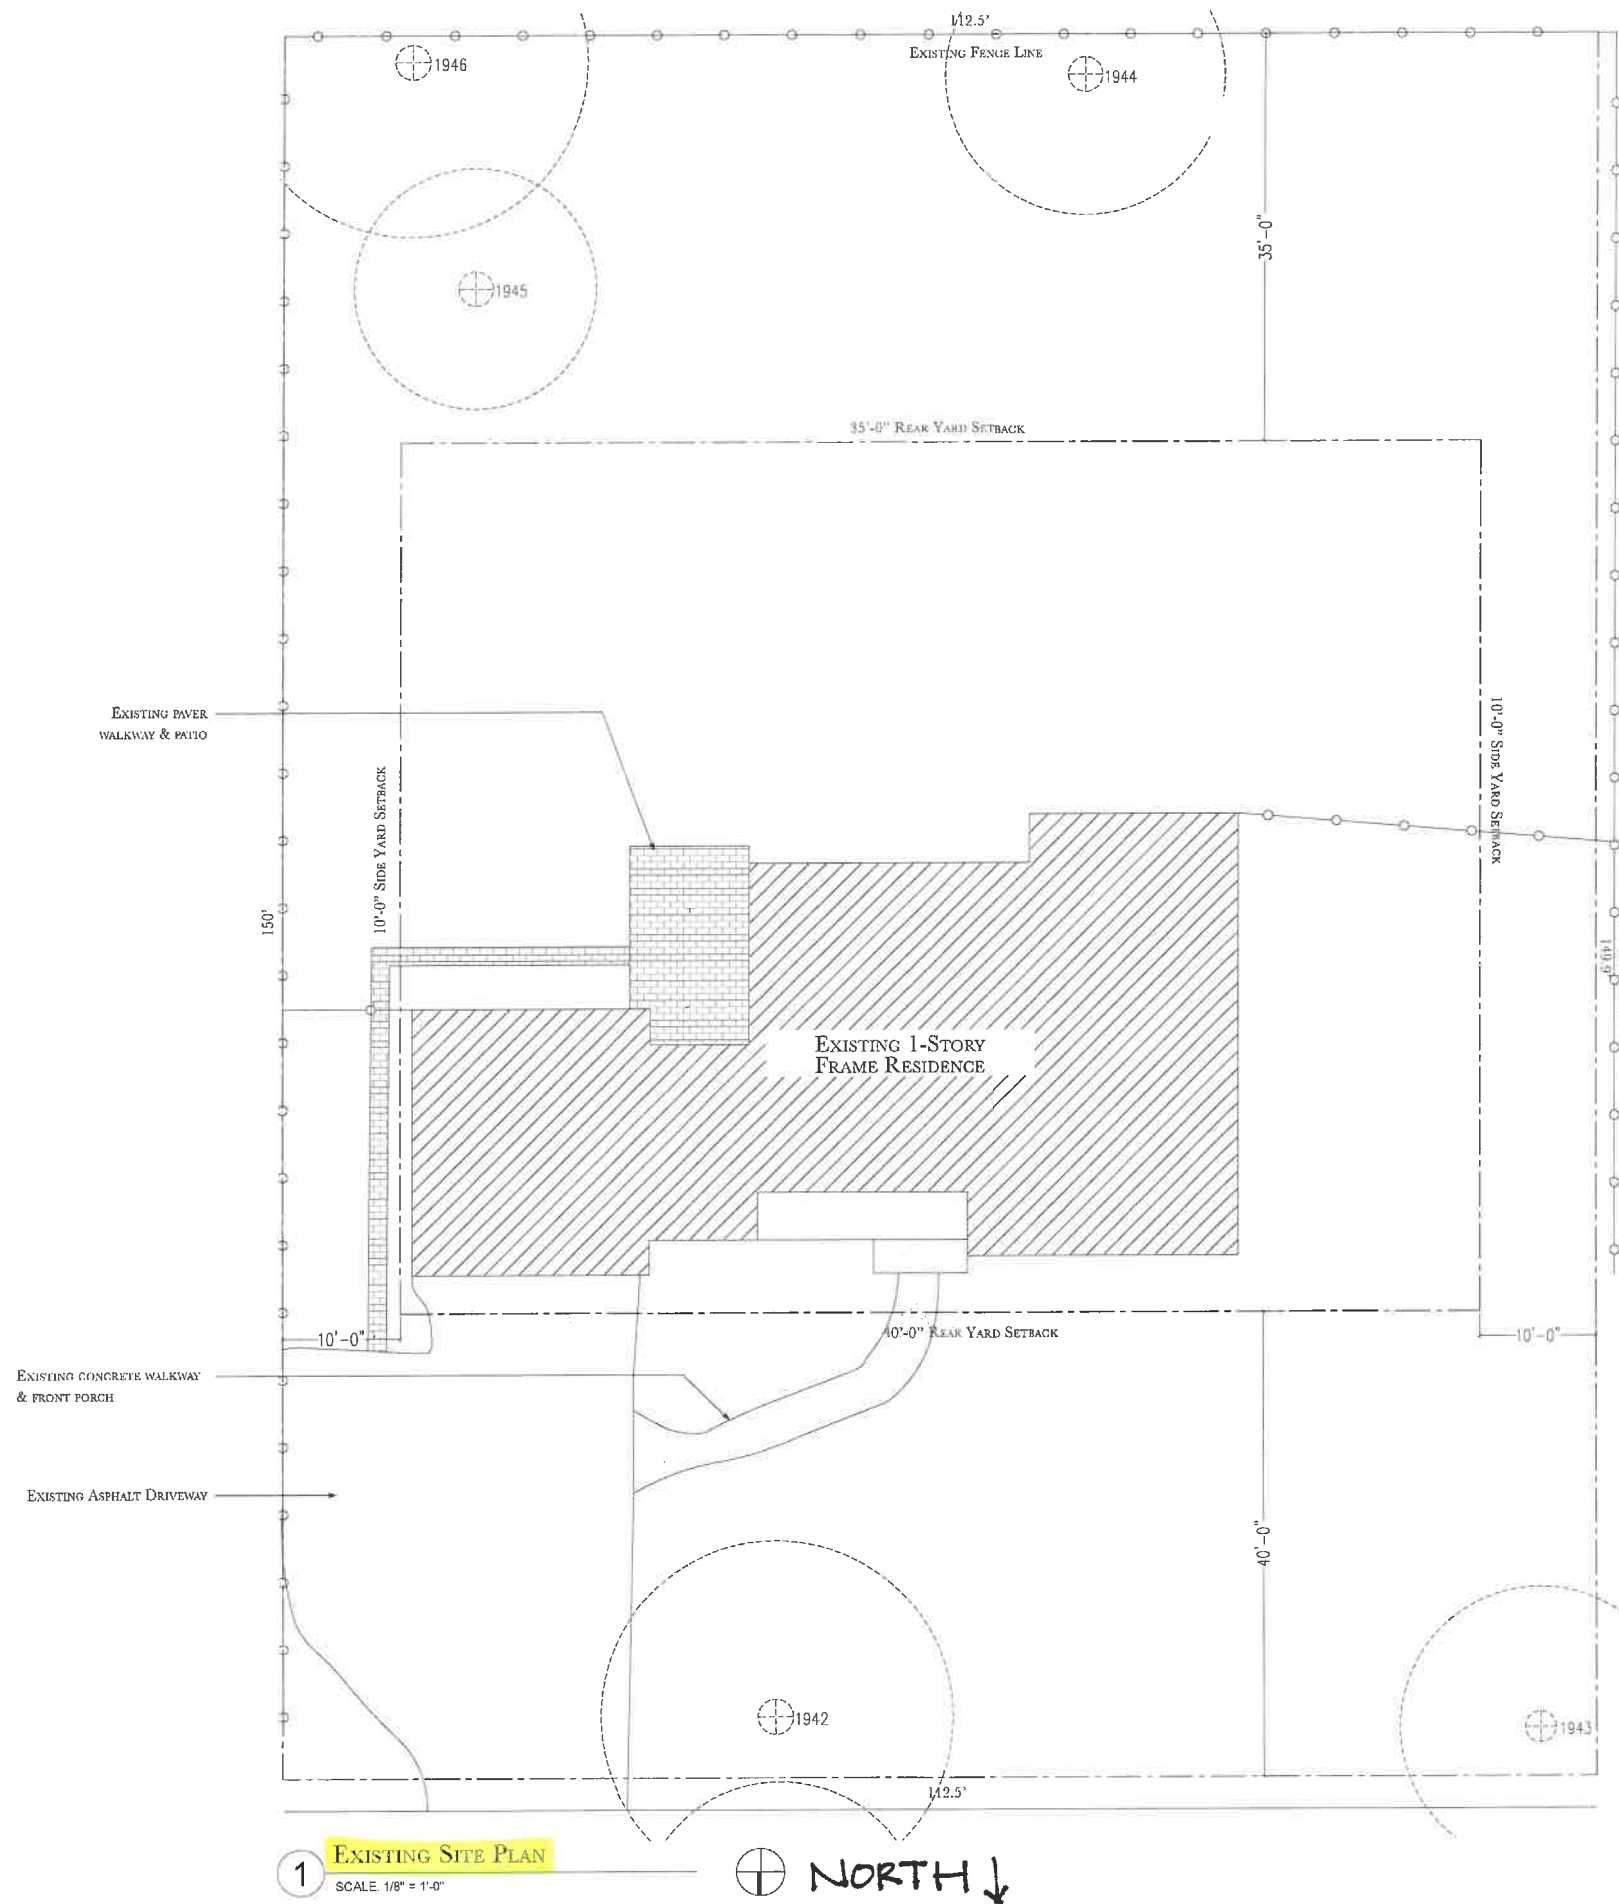 112.5'
EXISTING FENCE LINE
1946
1944
35'-0"
1945
35'-0" REAR YARD SETBACK
EXISTING PAVER
WALKWAY & PATIO
10'-0" SIDE YARD SETBACK
10'-0" SIDE YARD SETBACK
150'
149.9'
EXISTING 1-STORY
FRAME RESIDENCE
10'-0"
40'-0" REAR YARD SETBACK
10'-0"
EXISTING CONCRETE WALKWAY
& FRONT PORCH
EXISTING ASPHALT DRIVEWAY
40'-0"
1942
1943
112.5'
1
EXISTING SITE PLAN
SCALE: 1/8" = 1'-0"
NORTH ↓